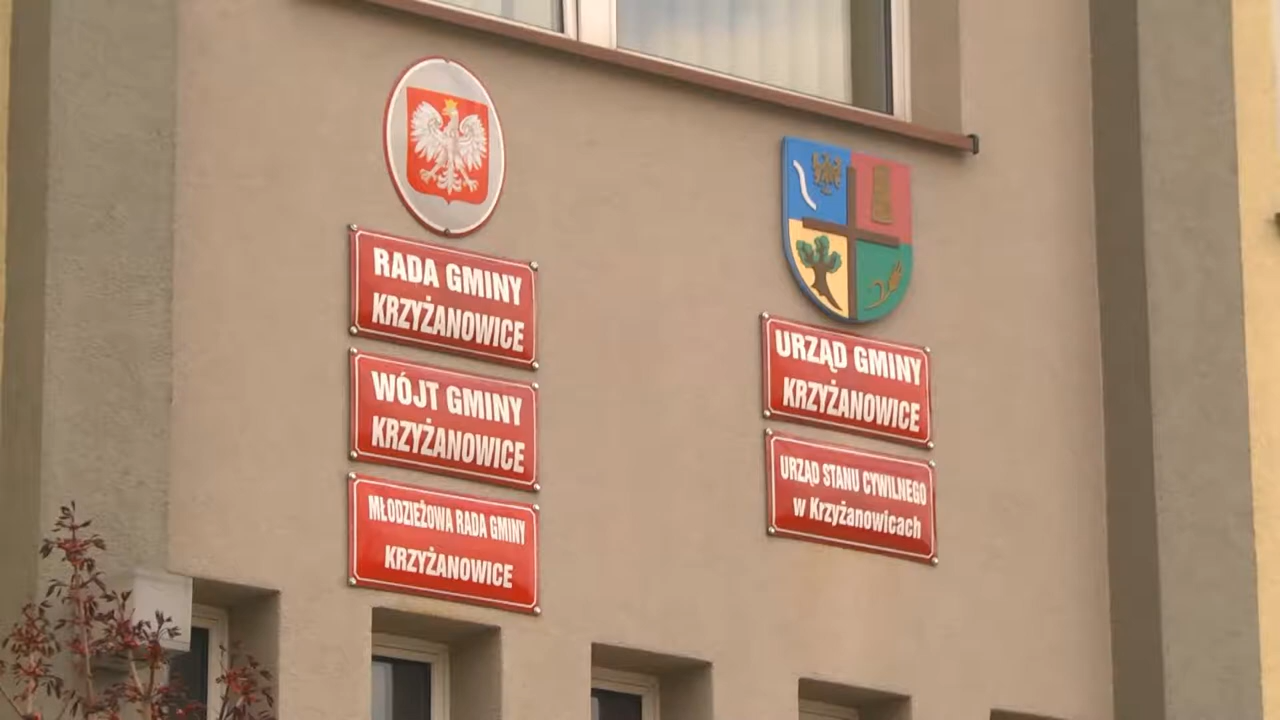 RADA GMINY
KRZYŻANOWICE
WÓJT GMINY
KRZYŻANOWICE
MŁODZIEŻOWA RADA GMINY
KRZYŻANOWICE
URZĄD GMINY
KRZYŻANOWICE
URZĄD STANU CYWILNEGO
w Krzyżanowicach